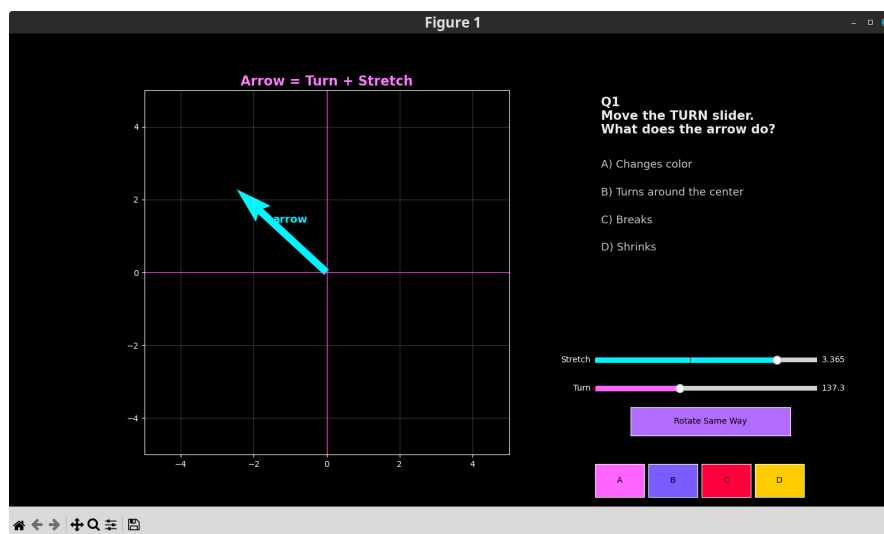 Figure 1
Arrow = Turn + Stretch
4
2
0
−2
−4
−4
−2
0
2
4
arrow
Q1
Move the TURN slider.
What does the arrow do?
A) Changes color
B) Turns around the center
C) Breaks
D) Shrinks
Stretch 3.365
Turn 137.3
Rotate Same Way
A B C D